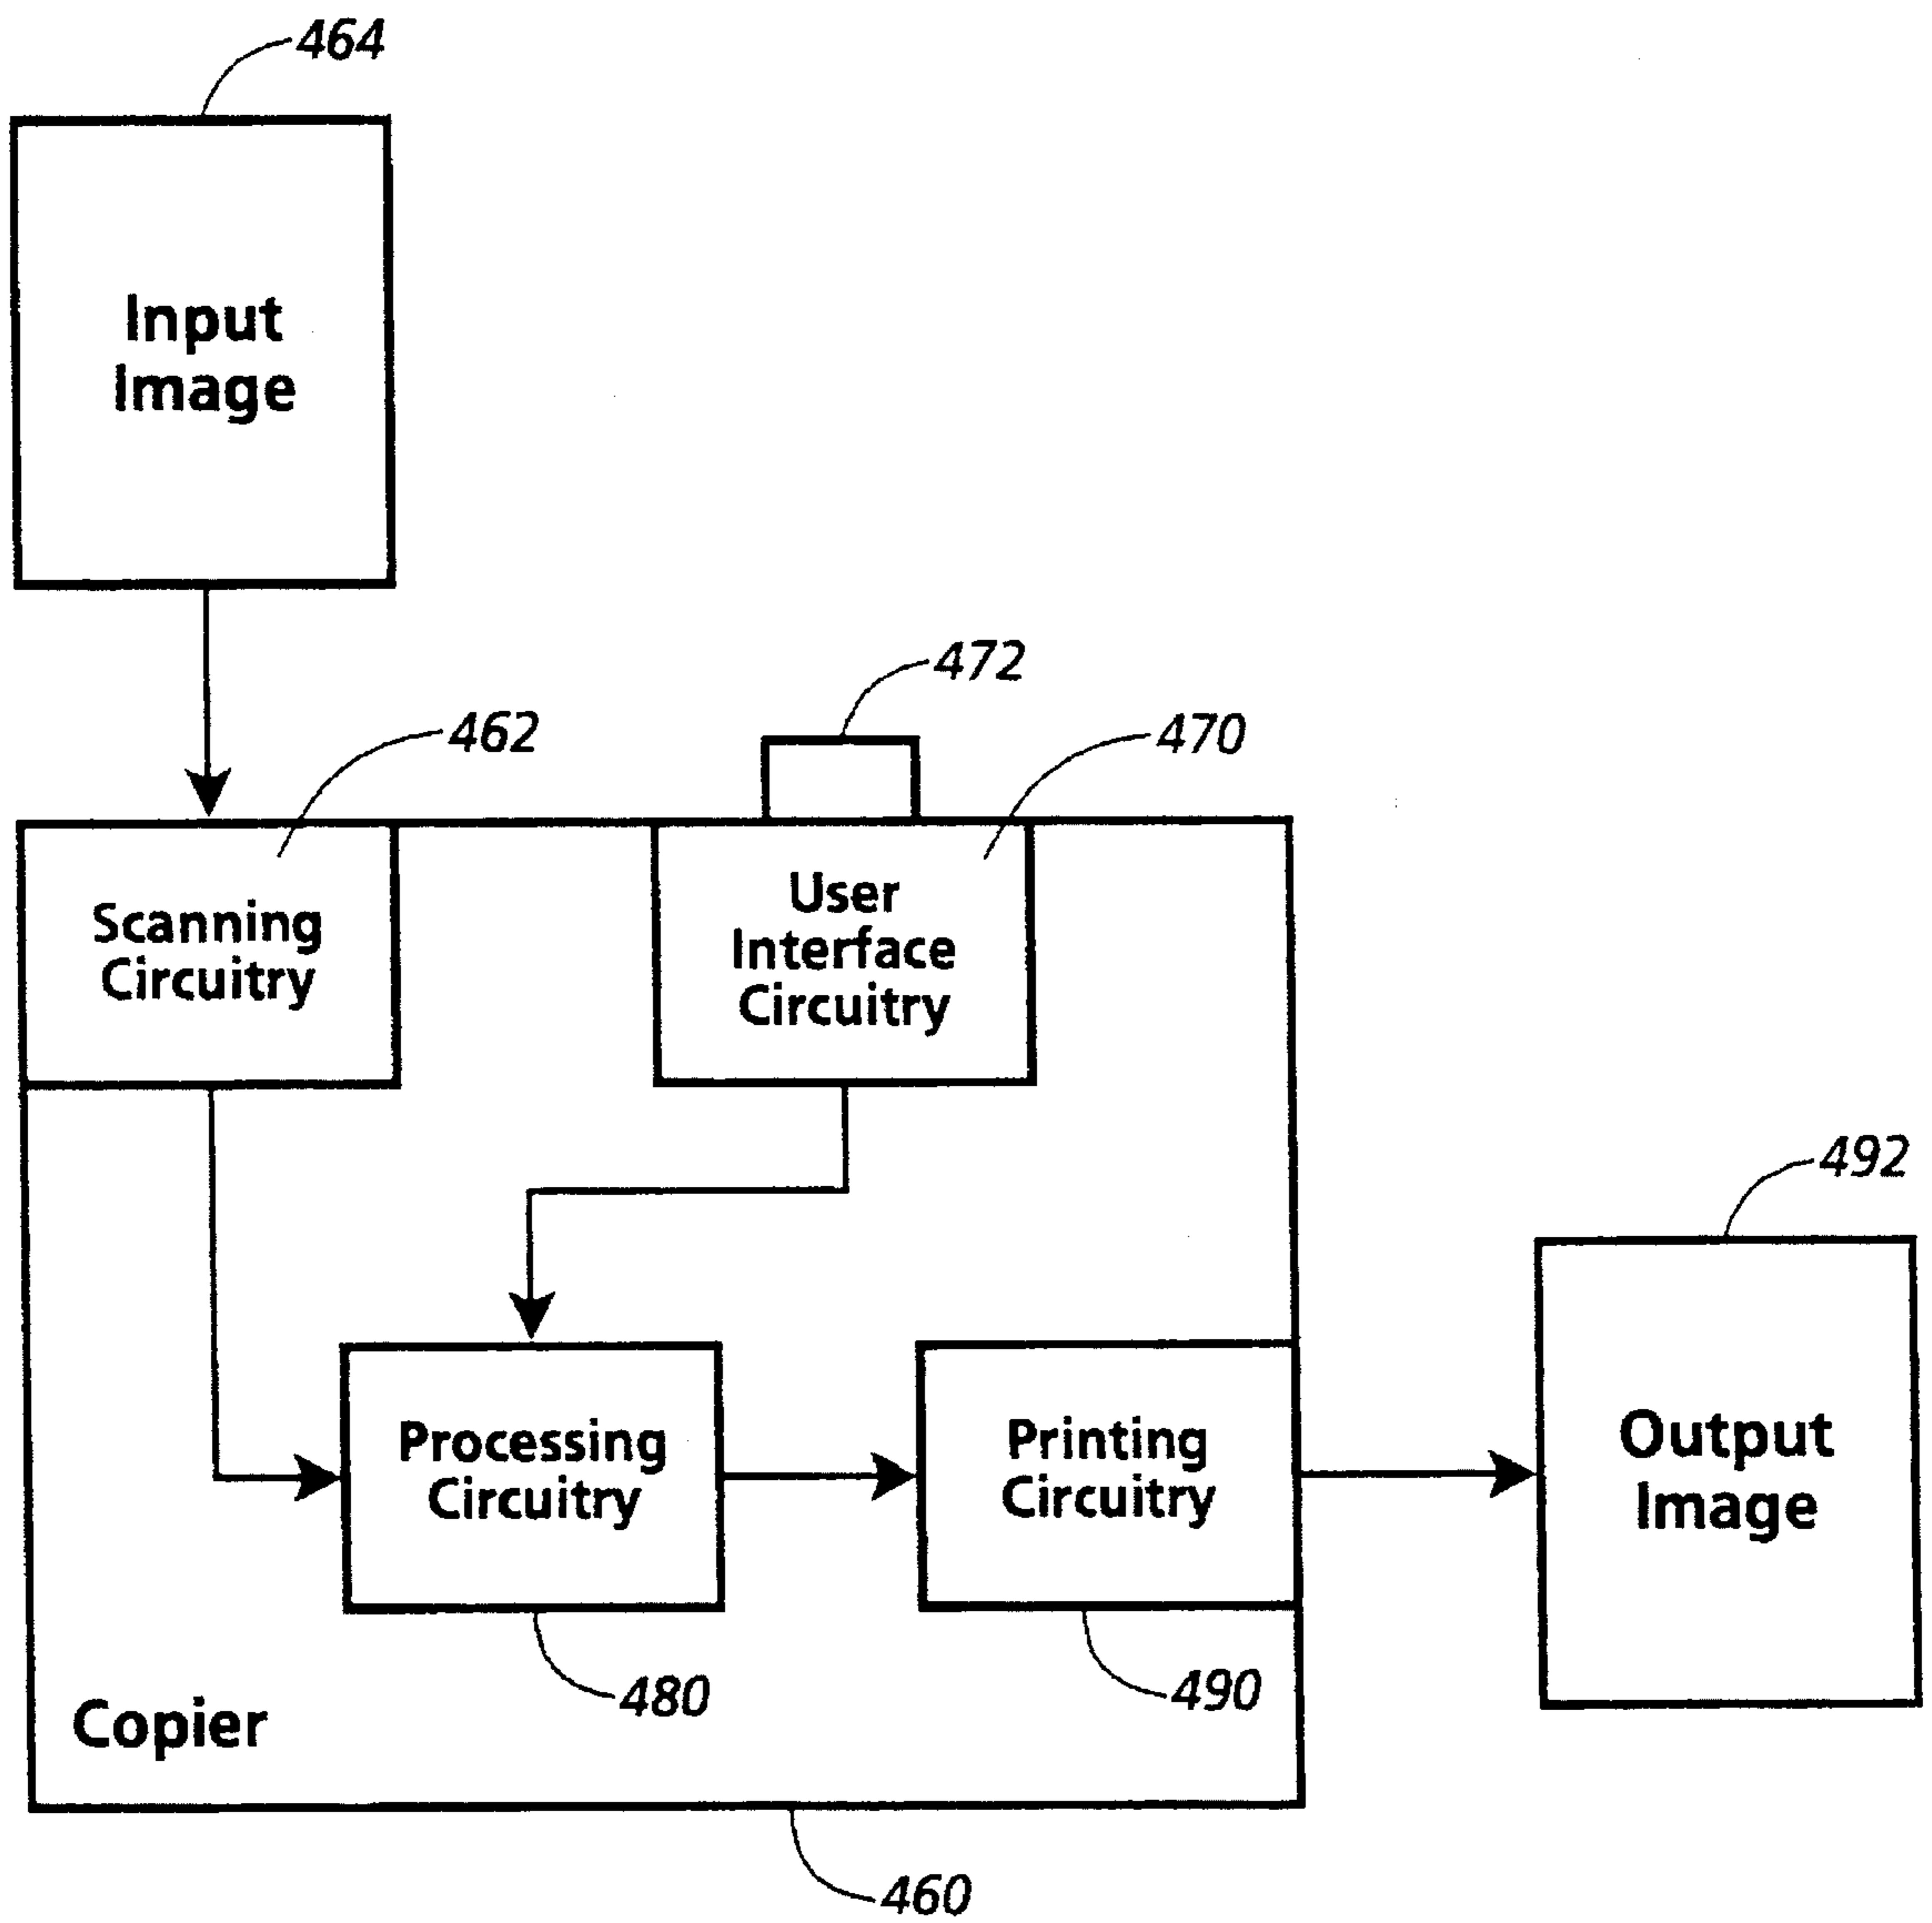 464
Input
Image
472
462
470
Scanning
Circuitry
User
Interface
Circuitry
492
Processing
Circuitry
Printing
Circuitry
Output
Image
480
490
Copier
460